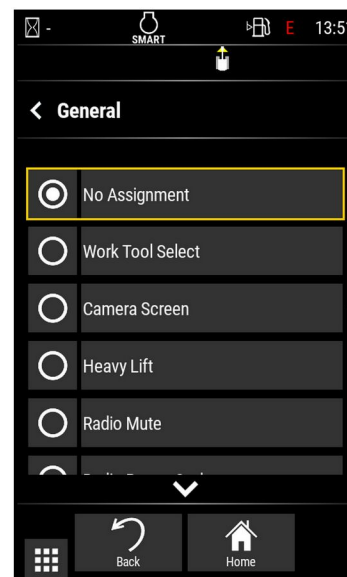 -
SMART
E
13:5
General
No Assignment
Work Tool Select
Camera Screen
Heavy Lift
Radio Mute
Back
Home